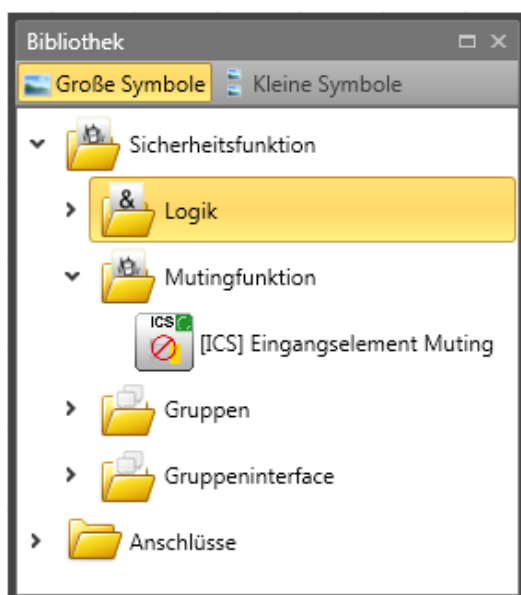 Bibliothek
Große Symbole Kleine Symbole
Sicherheitsfunktion
& Logik
Mutingfunktion
ICS [ICS] Eingangselement Muting
Gruppen
Gruppeninterface
Anschlüsse